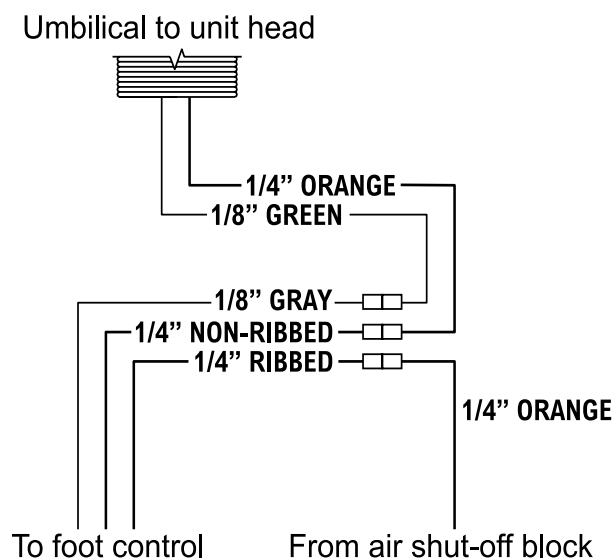 Umbilical to unit head
1/4” ORANGE
1/8” GREEN
1/8” GRAY
1/4” NON-RIBBED
1/4” RIBBED
1/4” ORANGE
To foot control
From air shut-off block